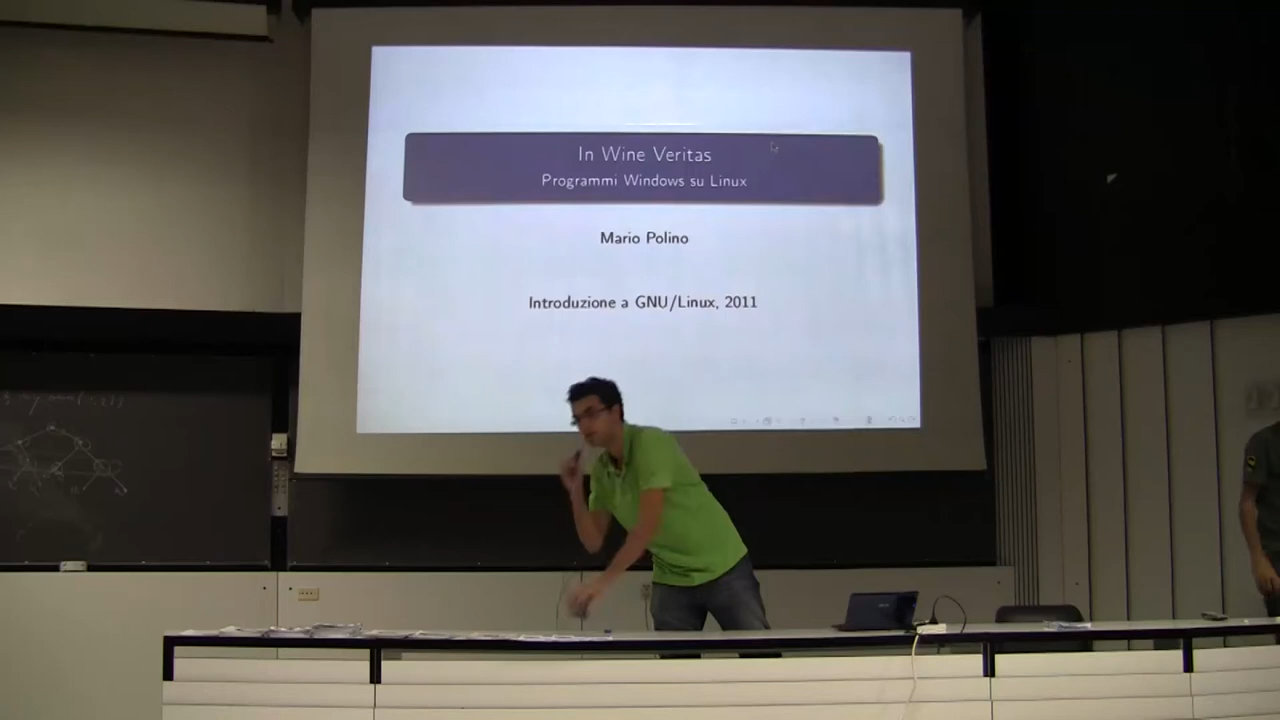 In Wine Veritas
Programmi Windows su Linux
Mario Polino
Introduzione a GNU/Linux, 2011